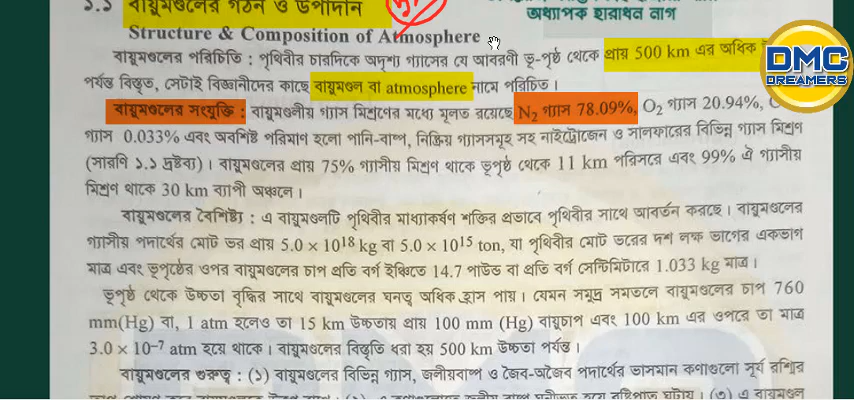 ১.১ বায়ুমণ্ডলের গঠন ও উপাদান
অধ্যাপক হারাধন নাগ
Structure & Composition of Atmosphere
DMC
DREAMERS
বায়ুমণ্ডলের পরিচিতি : পৃথিবীর চারদিকে অদৃশ্য গ্যাসের যে আবরণী ভূ-পৃষ্ঠ থেকে প্রায় 500 km এর অধিক
পর্যন্ত বিস্তৃত, সেটাই বিজ্ঞানীদের কাছে বায়ুমণ্ডল বা atmosphere নামে পরিচিত।
বায়ুমণ্ডলের সংযুক্তি : বায়ুমণ্ডলীয় গ্যাস মিশ্রণের মধ্যে মূলত রয়েছে N₂ গ্যাস 78.09%, O₂ গ্যাস 20.94%,
গ্যাস 0.033% এবং অবশিষ্ট পরিমাণ হলো পানি-বাষ্প, নিষ্ক্রিয় গ্যাসসমূহ সহ নাইট্রোজেন ও সালফারের বিভিন্ন গ্যাস মিশ্রণ
(সারণি ১.১ দ্রষ্টব্য)। বায়ুমণ্ডলের প্রায় 75% গ্যাসীয় মিশ্রণ থাকে ভূপৃষ্ঠ থেকে 11 km পরিসরে এবং 99% ঐ গ্যাসীয়
মিশ্রণ থাকে 30 km ব্যাপী অঞ্চলে।
বায়ুমণ্ডলের বৈশিষ্ট্য : এ বায়ুমণ্ডলটি পৃথিবীর মাধ্যাকর্ষণ শক্তির প্রভাবে পৃথিবীর সাথে আবর্তন করছে। বায়ুমণ্ডলের
গ্যাসীয় পদার্থের মোট ভর প্রায় 5.0 × 10¹⁸ kg বা 5.0 × 10¹⁵ ton, যা পৃথিবীর মোট ভরের দশ লক্ষ ভাগের একভাগ
মাত্র এবং ভূপৃষ্ঠের ওপর বায়ুমণ্ডলের চাপ প্রতি বর্গ ইঞ্চিতে 14.7 পাউন্ড বা প্রতি বর্গ সেন্টিমিটারে 1.033 kg মাত্র।
ভূপৃষ্ঠ থেকে উচ্চতা বৃদ্ধির সাথে বায়ুমণ্ডলের ঘনত্ব অধিক হ্রাস পায়। যেমন সমুদ্র সমতলে বায়ুমণ্ডলের চাপ 760
mm(Hg) বা, 1 atm হলেও তা 15 km উচ্চতায় প্রায় 100 mm (Hg) বায়ুচাপ এবং 100 km এর ওপরে তা মাত্র
3.0 × 10⁻⁷ atm হয়ে থাকে। বায়ুমণ্ডলের বিস্তৃতি ধরা হয় 500 km উচ্চতা পর্যন্ত।
বায়ুমণ্ডলের গুরুত্ব : (১) বায়ুমণ্ডলের বিভিন্ন গ্যাস, জলীয়বাষ্প ও জৈব-অজৈব পদার্থের ভাসমান কণাগুলো সূর্য রশ্মির